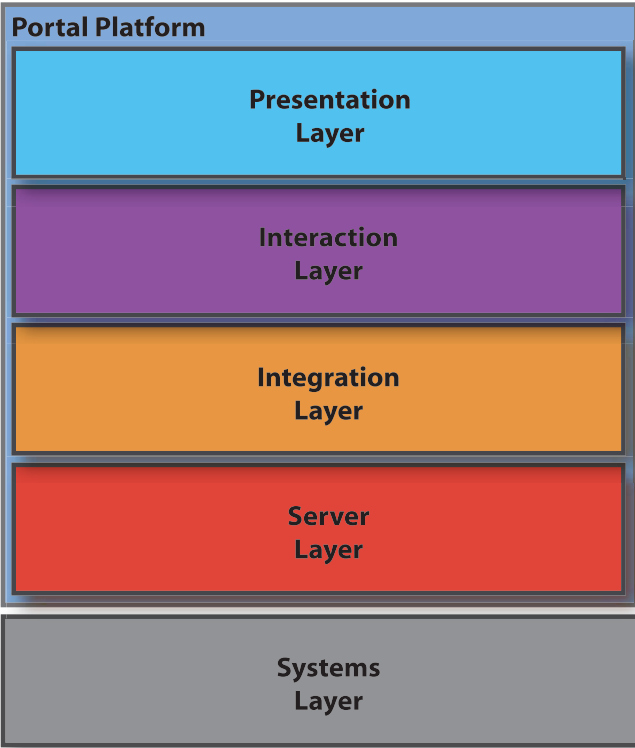 Portal Platform
Presentation
Layer
Interaction
Layer
Integration
Layer
Server
Layer
Systems
Layer